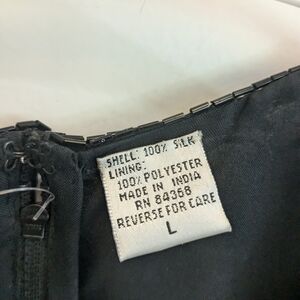 SHELL: 100% SILK
LINING:
100% POLYESTER
MADE IN INDIA
RN 84368
REVERSE FOR CARE
L